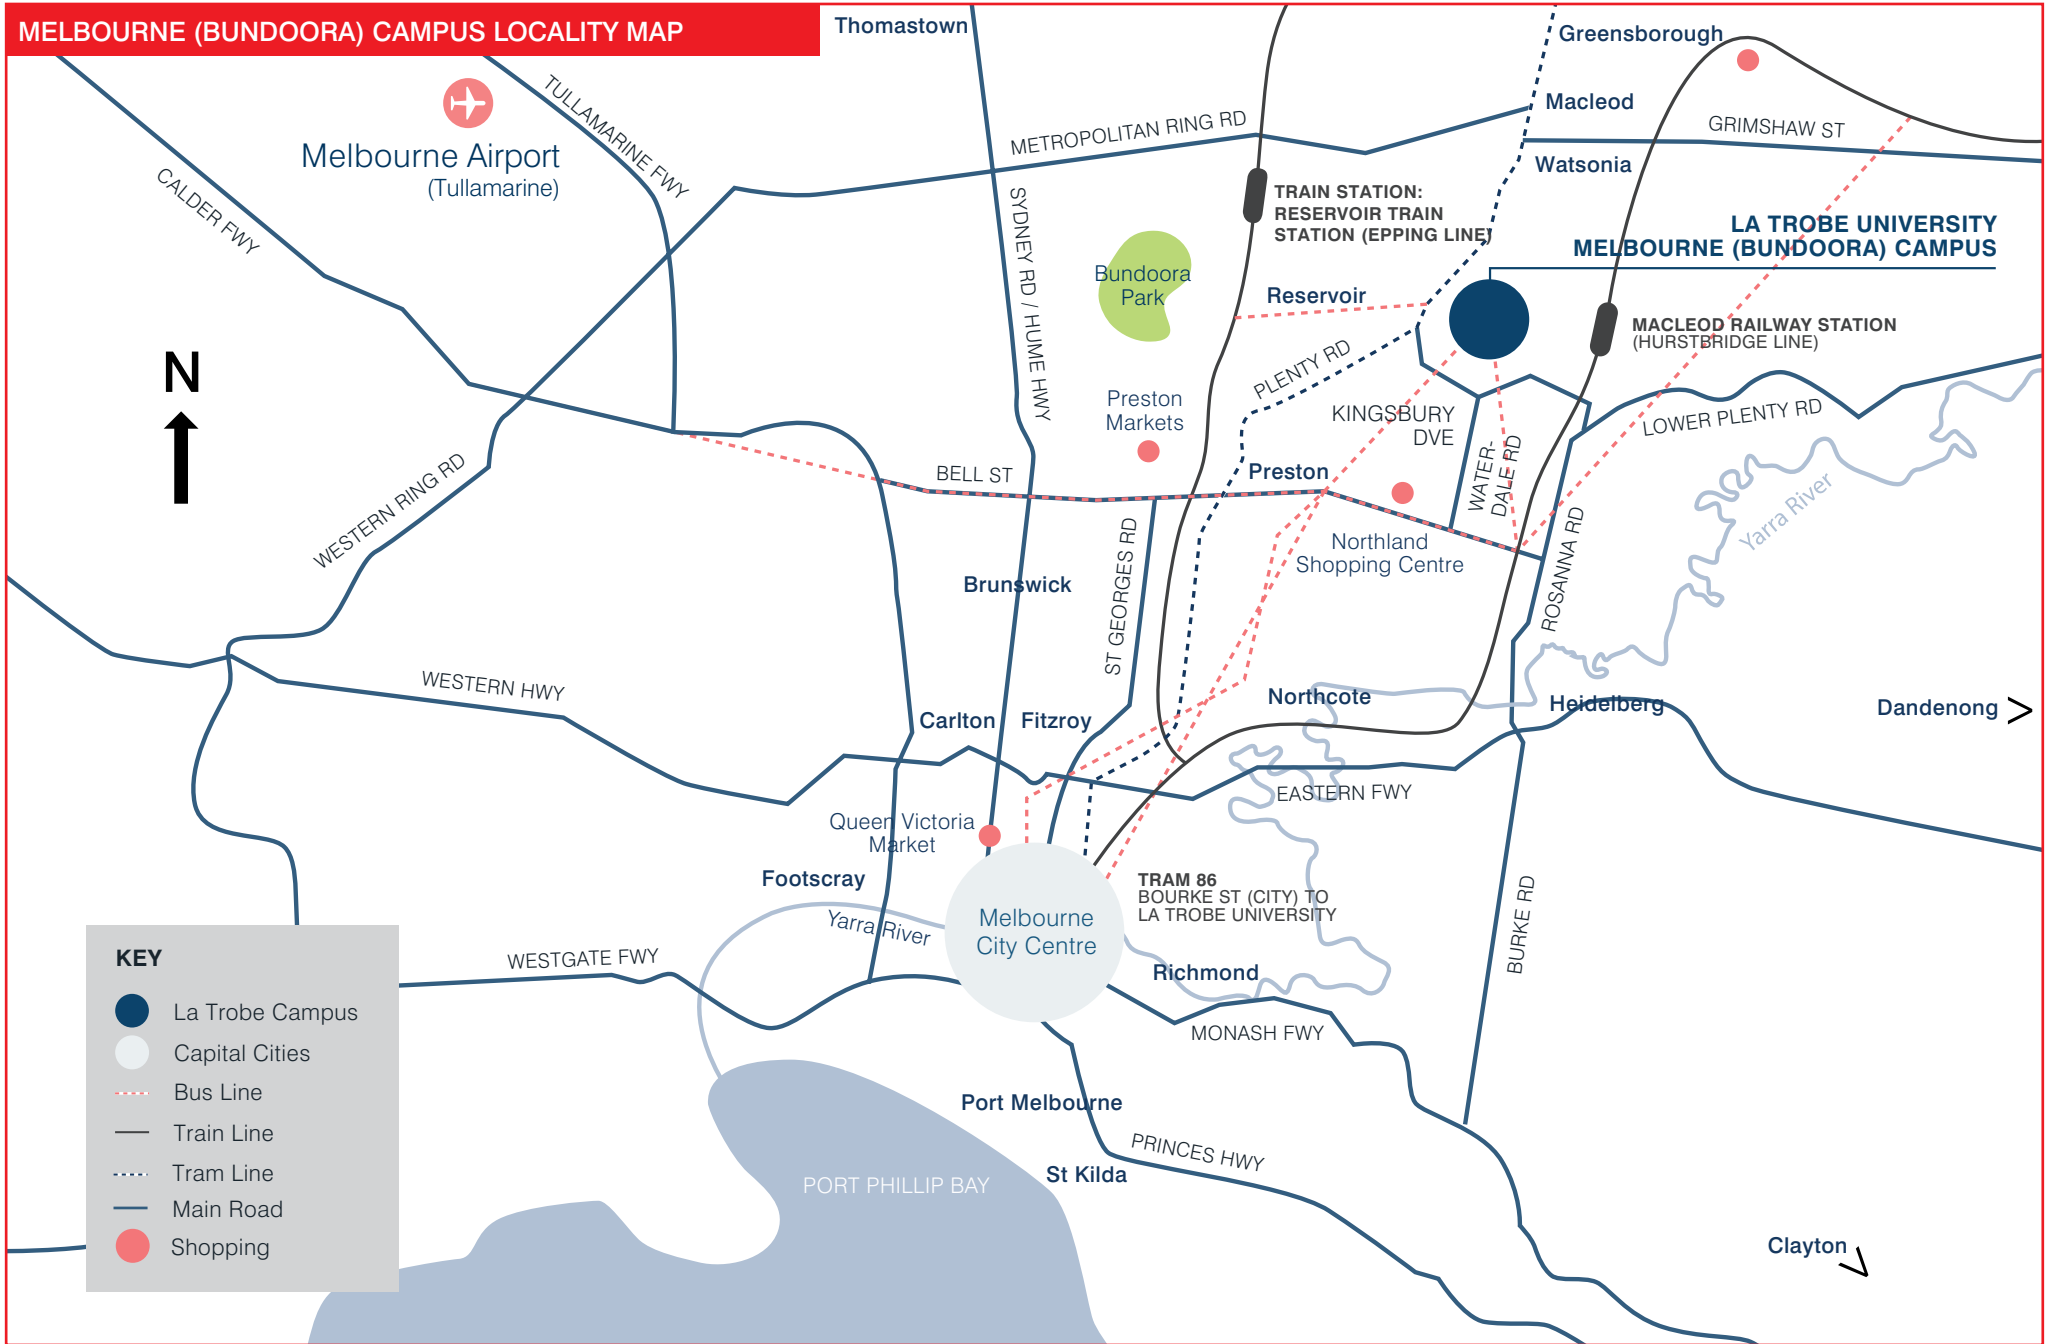 MELBOURNE (BUNDOORA) CAMPUS LOCALITY MAP
Thomastown
Greensborough
Macleod
GRIMSHAW ST
Watsonia
METROPOLITAN RING RD
TULLAMARINE FWY
Melbourne Airport
(Tullamarine)
CALDER FWY
SYDNEY RD / HUME HWY
TRAIN STATION:
RESERVOIR TRAIN
STATION (EPPING LINE)
LA TROBE UNIVERSITY
MELBOURNE (BUNDOORA) CAMPUS
Bundoora
Park
Reservoir
MACLEOD RAILWAY STATION
(HURSTBRIDGE LINE)
N
PLENTY RD
Preston
Markets
KINGSBURY
DVE
LOWER PLENTY RD
WATER-
DALE RD
BELL ST
Preston
WESTERN RING RD
Northland
Shopping Centre
Yarra River
ROSANNA RD
ST GEORGES RD
Brunswick
WESTERN HWY
Carlton
Fitzroy
Northcote
Heidelberg
Dandenong >
EASTERN FWY
Queen Victoria
Market
Footscray
Yarra River
Melbourne
City Centre
TRAM 86
BOURKE ST (CITY) TO
LA TROBE UNIVERSITY
BURKE RD
WESTGATE FWY
Richmond
MONASH FWY
KEY
La Trobe Campus
Capital Cities
Bus Line
Train Line
Tram Line
Main Road
Shopping
Port Melbourne
PRINCES HWY
St Kilda
PORT PHILLIP BAY
Clayton